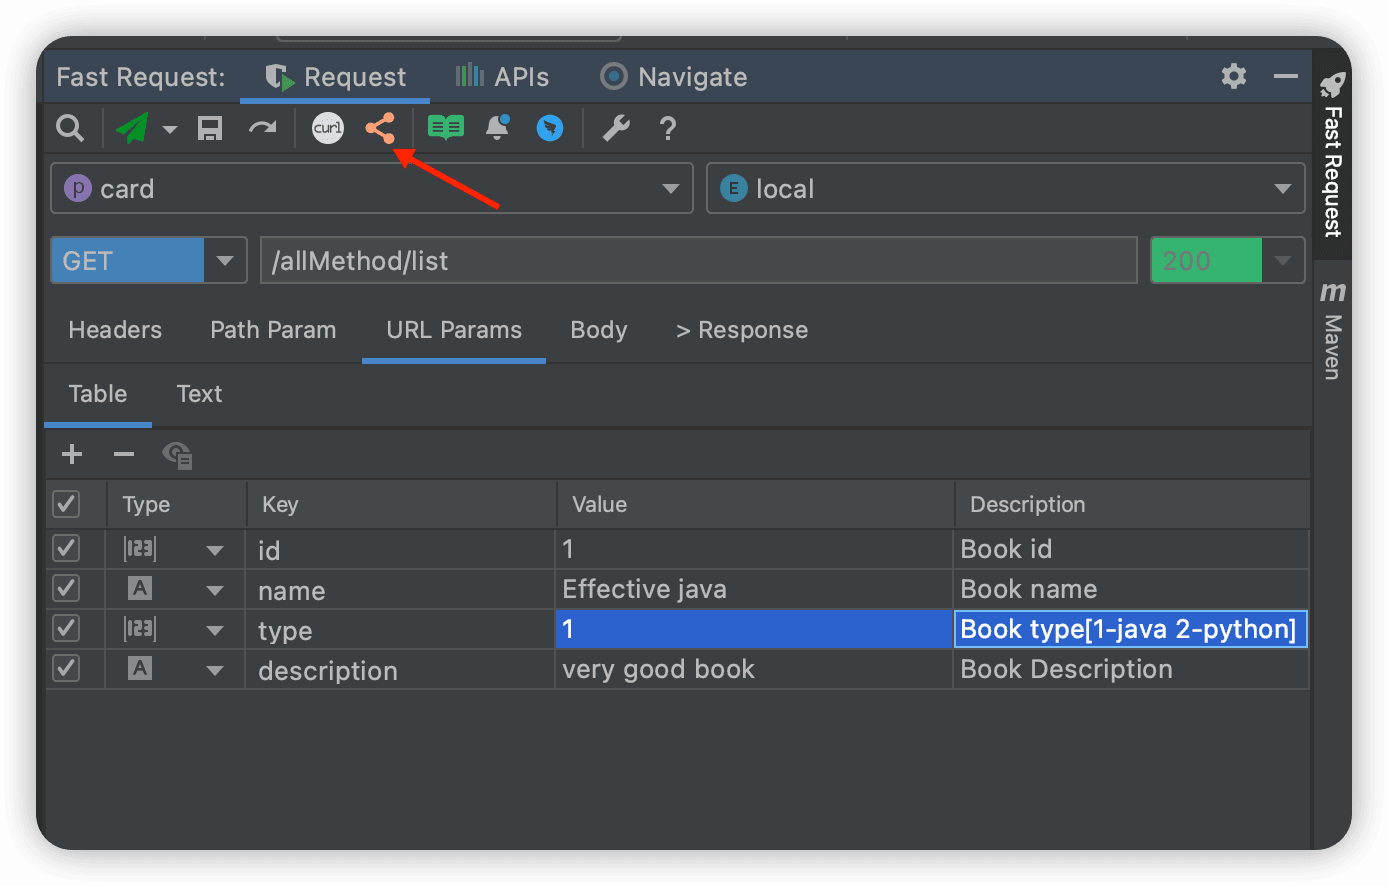 Fast Request: Request APIs Navigate
curl ?
p card E local
GET /allMethod/list 200
Headers Path Param URL Params Body > Response
Table Text
Type Key Value Description
123 id 1 Book id
A name Effective java Book name
123 type 1 Book type[1-java 2-python]
A description very good book Book Description
Fast Request
m Maven